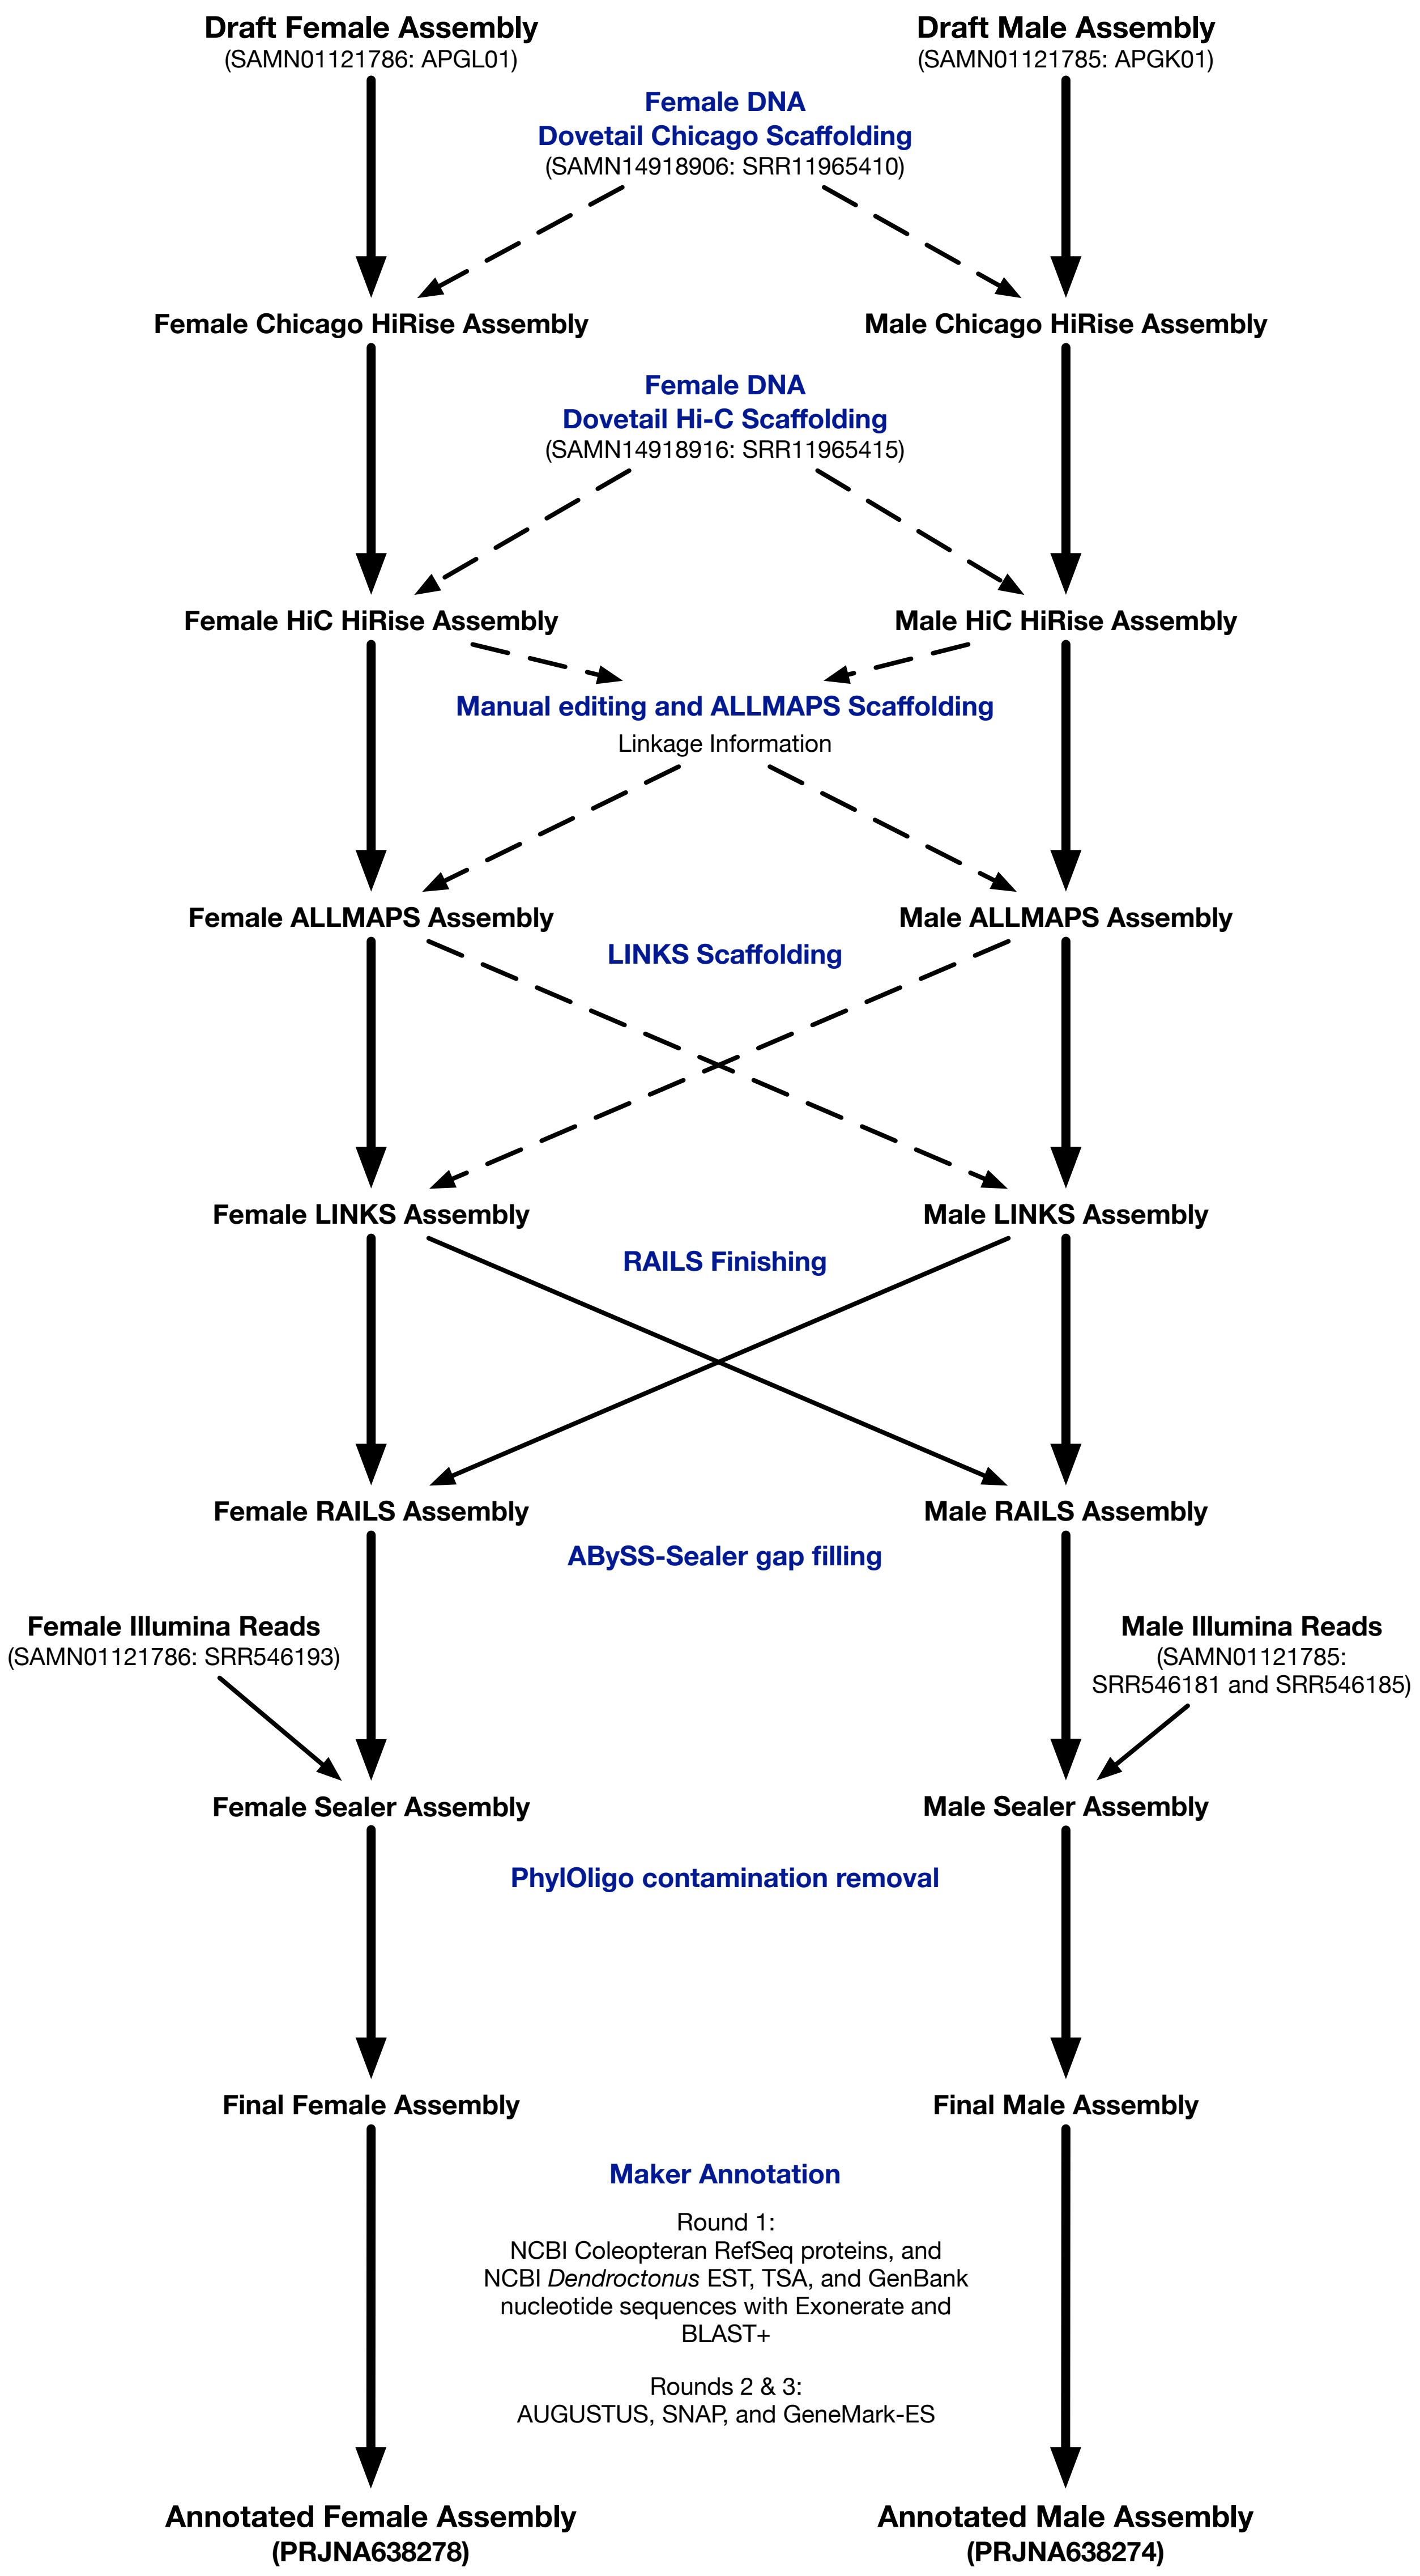 Draft Female Assembly
(SAMN01121786: APGL01)
Draft Male Assembly
(SAMN01121785: APGK01)
Female DNA
Dovetail Chicago Scaffolding
(SAMN14918906: SRR11965410)
Female Chicago HiRise Assembly
Male Chicago HiRise Assembly
Female DNA
Dovetail Hi-C Scaffolding
(SAMN14918916: SRR11965415)
Female HiC HiRise Assembly
Male HiC HiRise Assembly
Manual editing and ALLMAPS Scaffolding
Linkage Information
Female ALLMAPS Assembly
Male ALLMAPS Assembly
LINKS Scaffolding
Female LINKS Assembly
Male LINKS Assembly
RAILS Finishing
Female RAILS Assembly
Male RAILS Assembly
ABySS-Sealer gap filling
Female Illumina Reads
(SAMN01121786: SRR546193)
Male Illumina Reads
(SAMN01121785:
SRR546181 and SRR546185)
Female Sealer Assembly
Male Sealer Assembly
PhylOligo contamination removal
Final Female Assembly
Final Male Assembly
Maker Annotation
Round 1:
NCBI Coleopteran RefSeq proteins, and
NCBI Dendroctonus EST, TSA, and GenBank
nucleotide sequences with Exonerate and
BLAST+
Rounds 2 & 3:
AUGUSTUS, SNAP, and GeneMark-ES
Annotated Female Assembly
(PRJNA638278)
Annotated Male Assembly
(PRJNA638274)